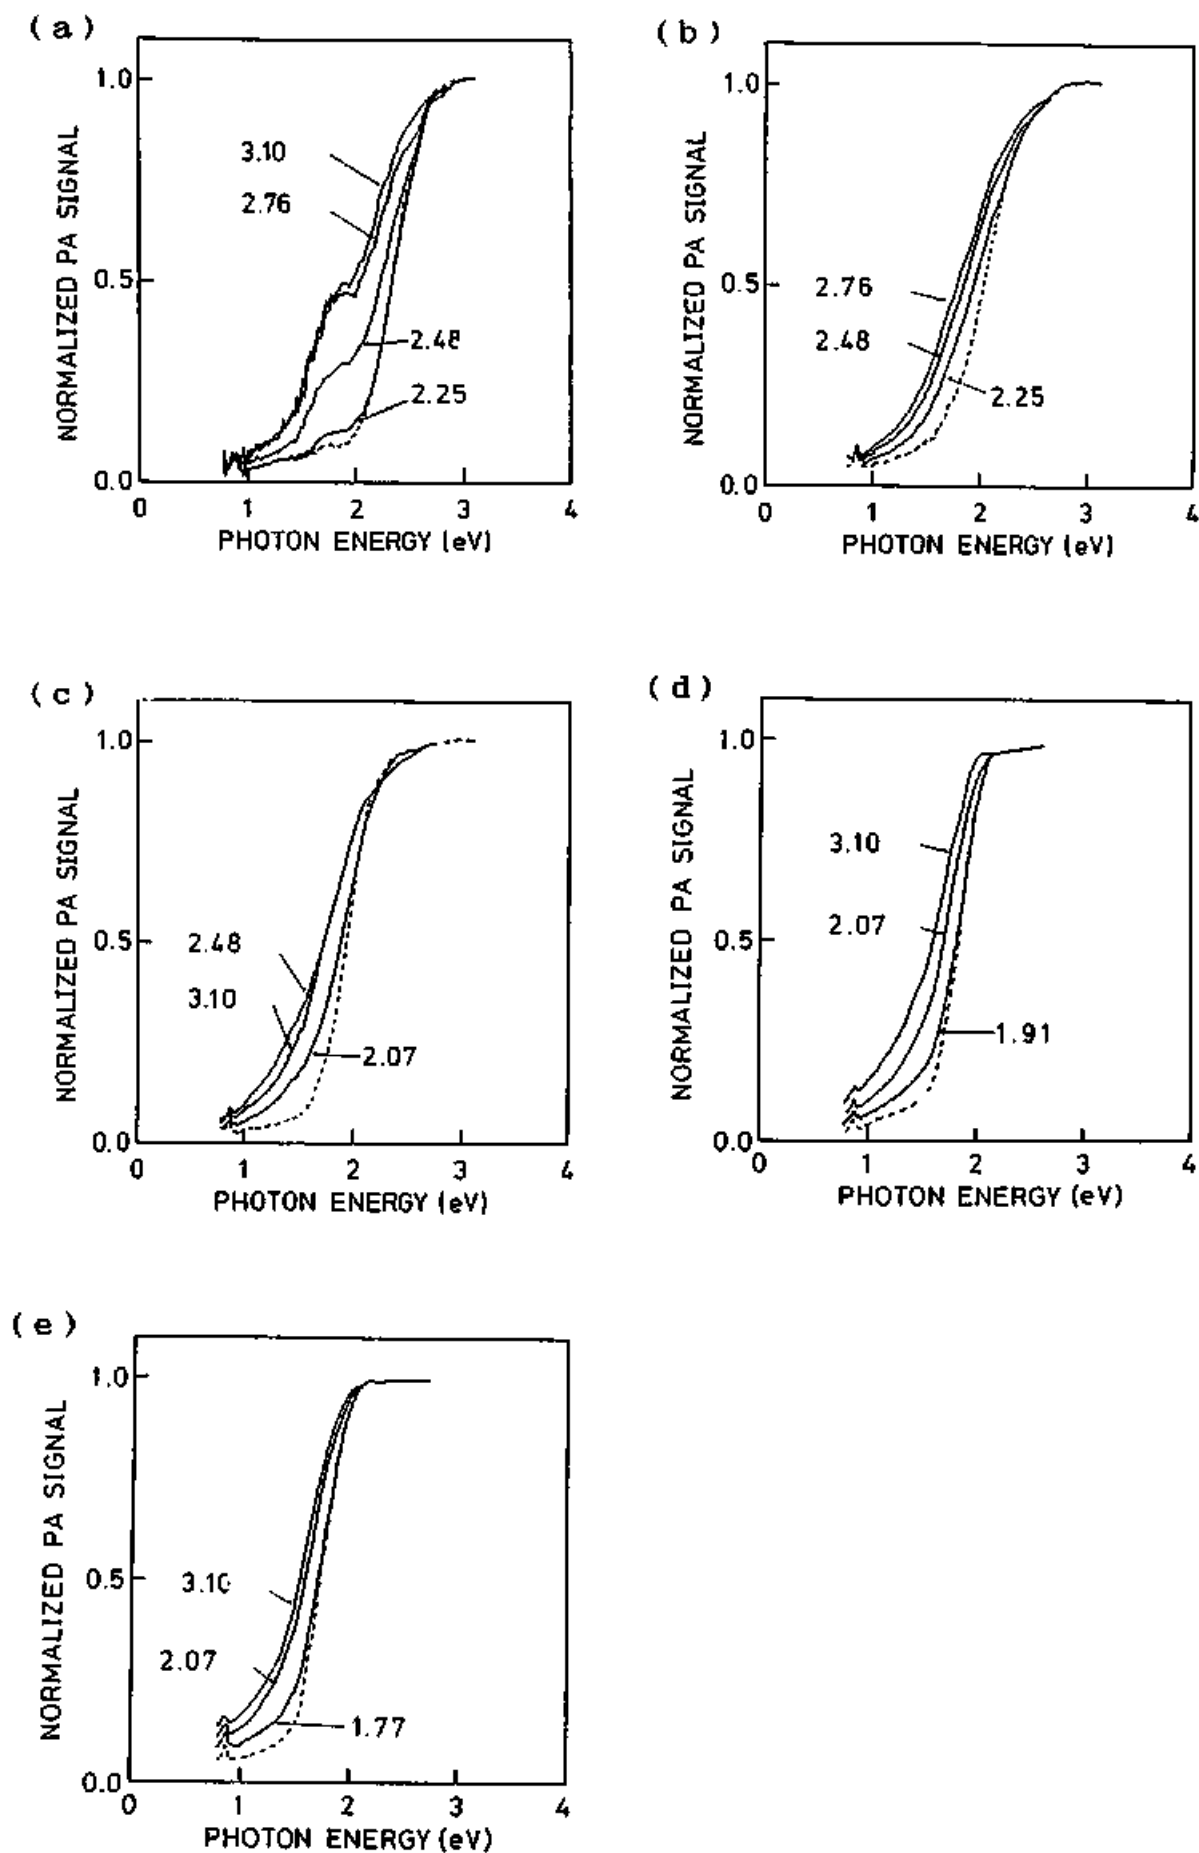 (a)
1.0
0.5
0.0
NORMALIZED PA SIGNAL
3.10
2.76
2.48
2.25
0 1 2 3 4
PHOTON ENERGY (eV)
(b)
1.0
0.5
0.0
NORMALIZED PA SIGNAL
2.76
2.48
2.25
0 1 2 3 4
PHOTON ENERGY (eV)
(c)
1.0
0.5
0.0
NORMALIZED PA SIGNAL
2.48
3.10
2.07
0 1 2 3 4
PHOTON ENERGY (eV)
(d)
1.0
0.5
0.0
NORMALIZED PA SIGNAL
3.10
2.07
1.91
0 1 2 3 4
PHOTON ENERGY (eV)
(e)
1.0
0.5
0.0
NORMALIZED PA SIGNAL
3.10
2.07
1.77
0 1 2 3 4
PHOTON ENERGY (eV)